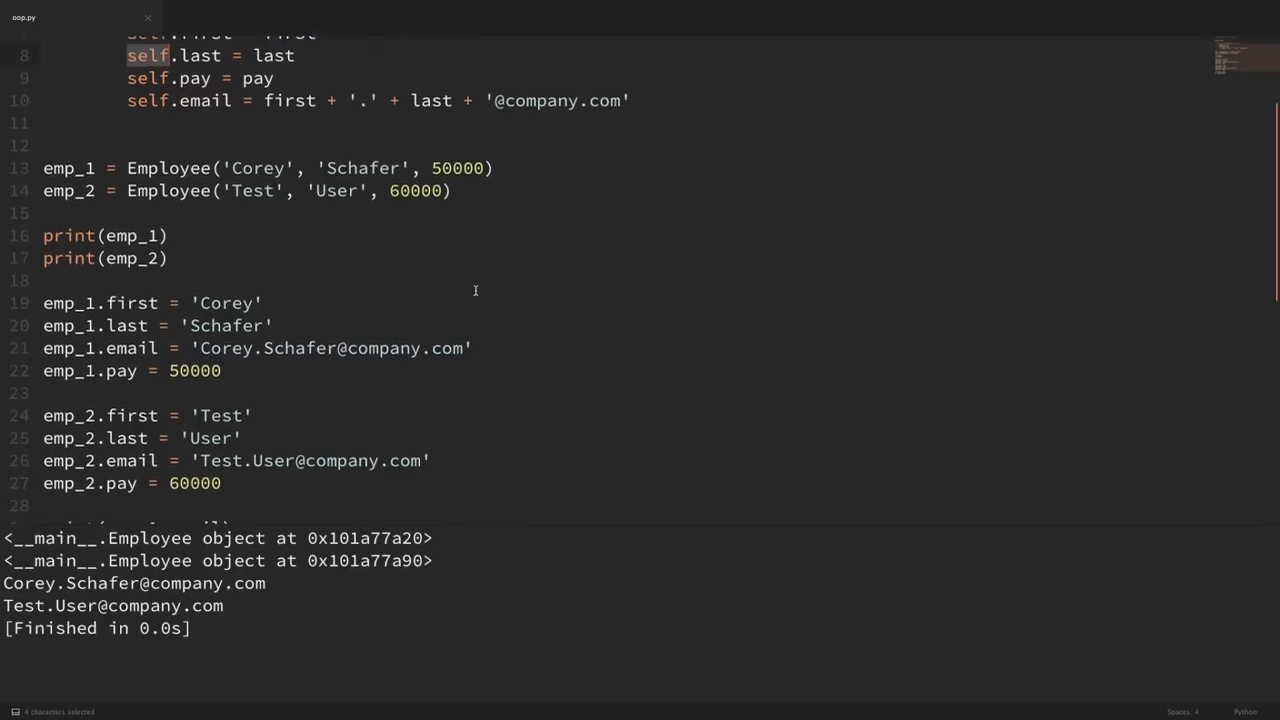 oop.py
8 self.last = last
9 self.pay = pay
10 self.email = first + '.' + last + '@company.com'
11
12
13 emp_1 = Employee('Corey', 'Schafer', 50000)
14 emp_2 = Employee('Test', 'User', 60000)
15
16 print(emp_1)
17 print(emp_2)
18
19 emp_1.first = 'Corey'
20 emp_1.last = 'Schafer'
21 emp_1.email = 'Corey.Schafer@company.com'
22 emp_1.pay = 50000
23
24 emp_2.first = 'Test'
25 emp_2.last = 'User'
26 emp_2.email = 'Test.User@company.com'
27 emp_2.pay = 60000
28
<__main__.Employee object at 0x101a77a20>
<__main__.Employee object at 0x101a77a90>
Corey.Schafer@company.com
Test.User@company.com
[Finished in 0.0s]
4 characters selected Spaces: 4 Python